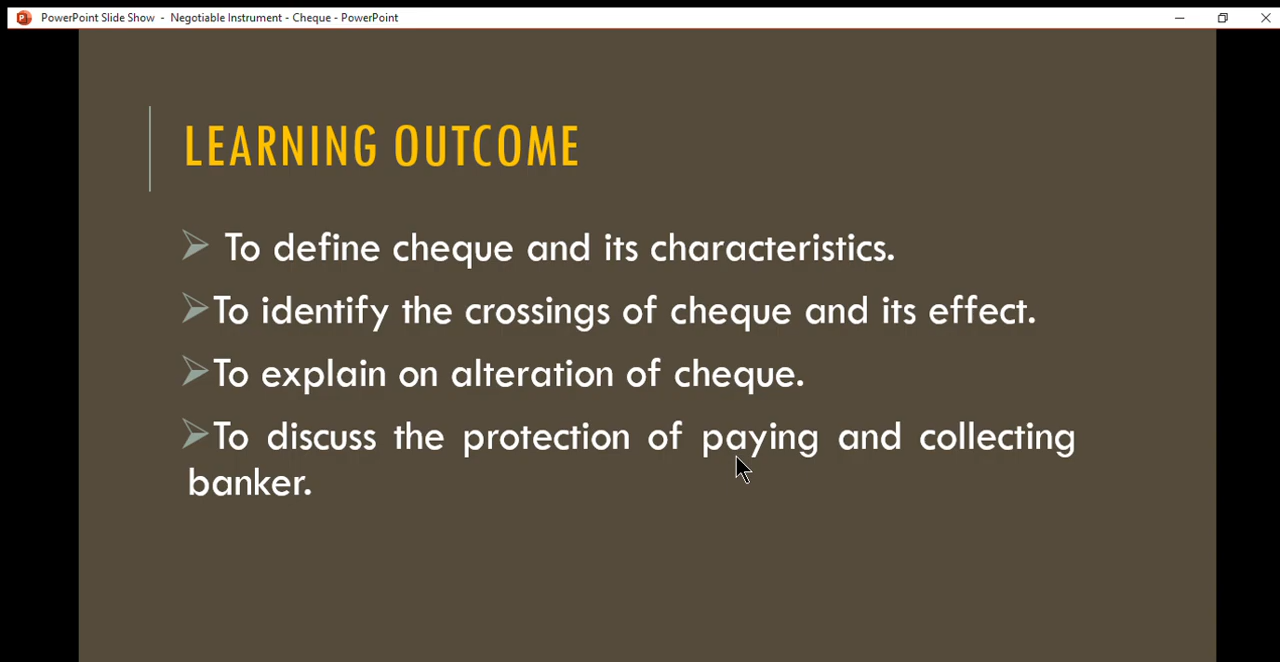 PowerPoint Slide Show - Negotiable Instrument - Cheque - PowerPoint
LEARNING OUTCOME
To define cheque and its characteristics.
To identify the crossings of cheque and its effect.
To explain on alteration of cheque.
To discuss the protection of paying and collecting
banker.